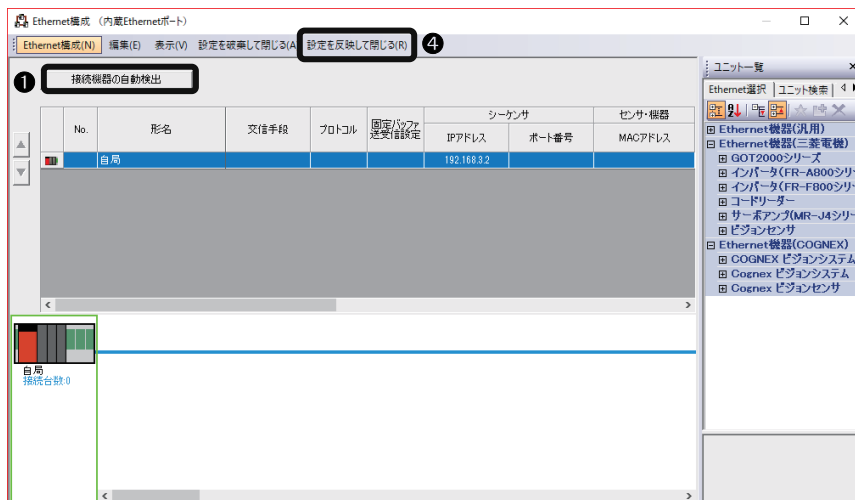 Ethernet構成 （内蔵Ethernetポート）
Ethernet構成(N) 編集(E) 表示(V) 設定を破棄して閉じる(A 設定を反映して閉じる(R) ❹
❶ 接続機器の自動検出
No. 形名 交信手段 プロトコル 固定バッファ送受信設定 シーケンサ センサ・機器
IPアドレス ポート番号 MACアドレス
自局 192.168.3.2
自局
接続台数:0
ユニット一覧
Ethernet選択 ユニット検索
Ethernet機器(汎用)
Ethernet機器(三菱電機)
GOT2000シリーズ
インバータ(FR-A800シリ
インバータ(FR-F800シリ
コードリーダー
サーボアンプ(MR-J4シリ
ビジョンセンサ
Ethernet機器(COGNEX)
COGNEX ビジョンシステム
Cognex ビジョンシステム
Cognex ビジョンセンサ